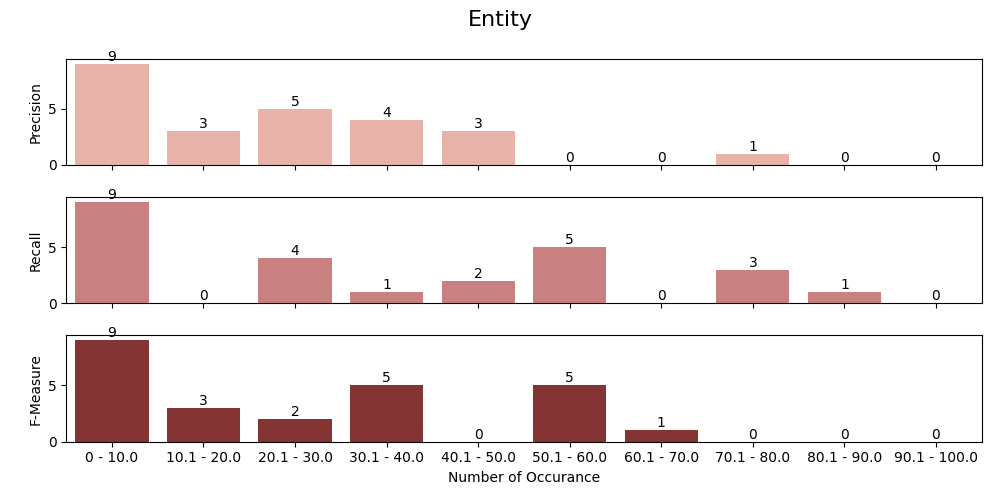 Entity
Precision
5
0
9 3 5 4 3 0 0 1 0 0
Recall
5
0
9 0 4 1 2 5 0 3 1 0
F-Measure
5
0
9 3 2 5 0 5 1 0 0 0
0 - 10.0 10.1 - 20.0 20.1 - 30.0 30.1 - 40.0 40.1 - 50.0 50.1 - 60.0 60.1 - 70.0 70.1 - 80.0 80.1 - 90.0 90.1 - 100.0
Number of Occurance